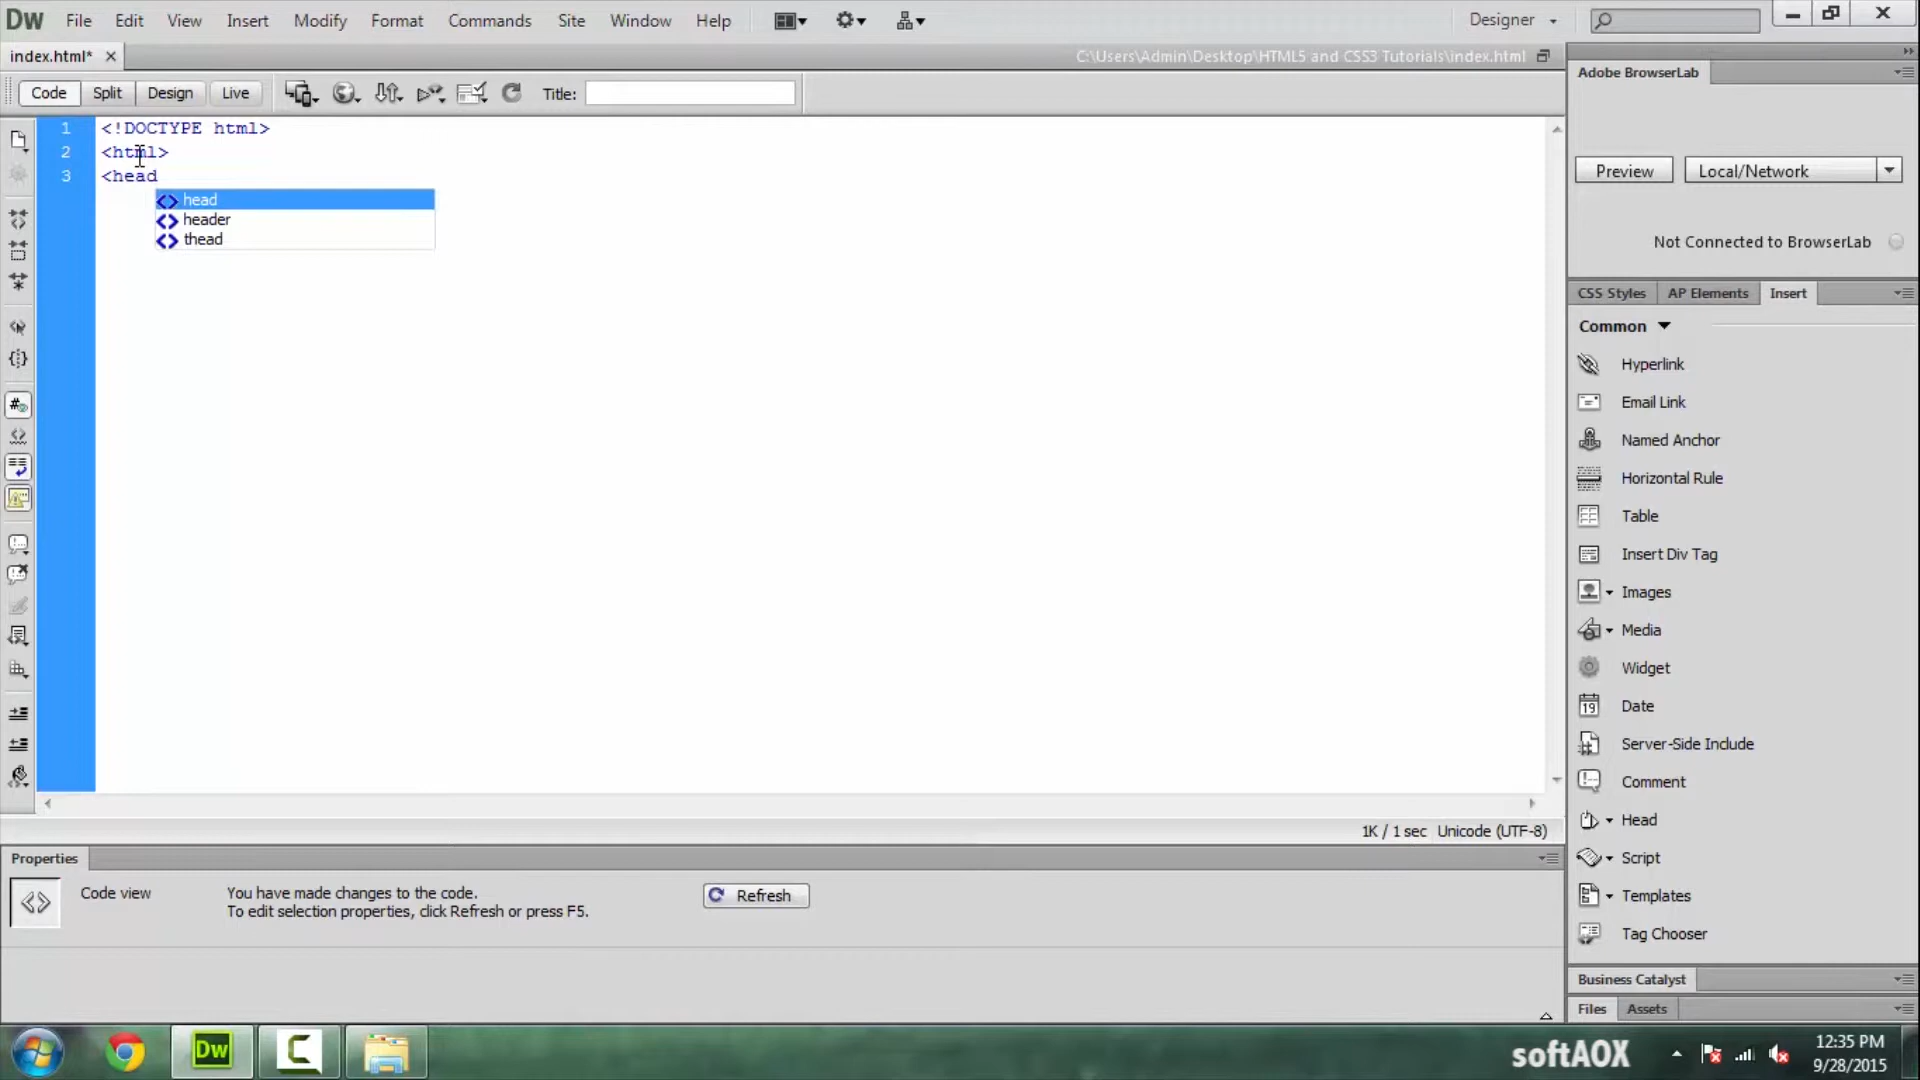 Dw File Edit View Insert Modify Format Commands Site Window Help Designer
index.html* C:\Users\Admin\Desktop\HTML5 and CSS3 Tutorials\index.html
Code Split Design Live Title:
1 <!DOCTYPE html>
2 <html>
3 <head
head
header
thead
Adobe BrowserLab
Preview Local/Network
Not Connected to BrowserLab
CSS Styles AP Elements Insert
Common
Hyperlink
Email Link
Named Anchor
Horizontal Rule
Table
Insert Div Tag
Images
Media
Widget
19 Date
Server-Side Include
Comment
Head
Script
Templates
Tag Chooser
Business Catalyst
Files Assets
1K / 1 sec Unicode (UTF-8)
Properties
Code view
You have made changes to the code.
To edit selection properties, click Refresh or press F5.
Refresh
Dw
softAOX
12:35 PM
9/28/2015